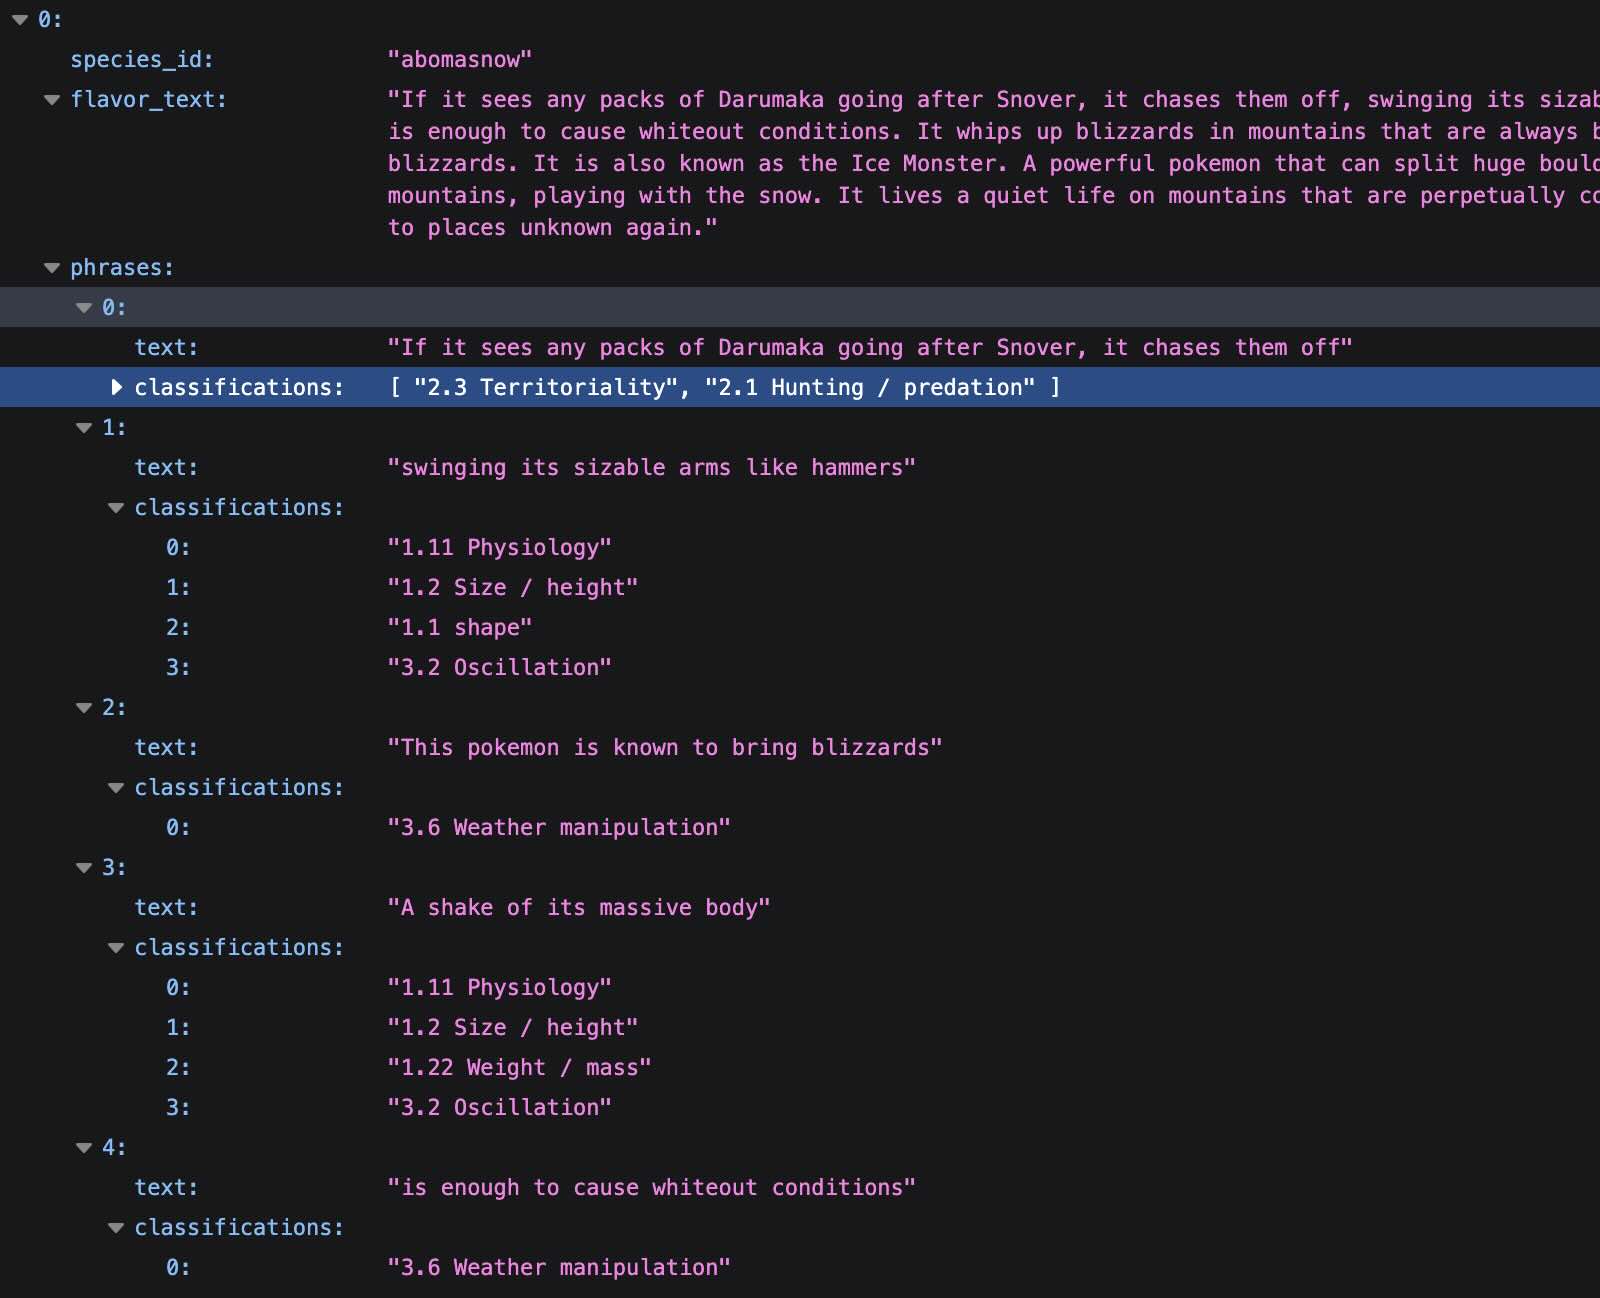 0:
species_id: "abomasnow"
flavor_text: "If it sees any packs of Darumaka going after Snover, it chases them off, swinging its
is enough to cause whiteout conditions. It whips up blizzards in mountains that are always
blizzards. It is also known as the Ice Monster. A powerful pokemon that can split huge
mountains, playing with the snow. It lives a quiet life on mountains that are perpetually
to places unknown again."
phrases:
0:
text: "If it sees any packs of Darumaka going after Snover, it chases them off"
classifications: [ "2.3 Territoriality", "2.1 Hunting / predation" ]
1:
text: "swinging its sizable arms like hammers"
classifications:
0: "1.11 Physiology"
1: "1.2 Size / height"
2: "1.1 shape"
3: "3.2 Oscillation"
2:
text: "This pokemon is known to bring blizzards"
classifications:
0: "3.6 Weather manipulation"
3:
text: "A shake of its massive body"
classifications:
0: "1.11 Physiology"
1: "1.2 Size / height"
2: "1.22 Weight / mass"
3: "3.2 Oscillation"
4:
text: "is enough to cause whiteout conditions"
classifications:
0: "3.6 Weather manipulation"